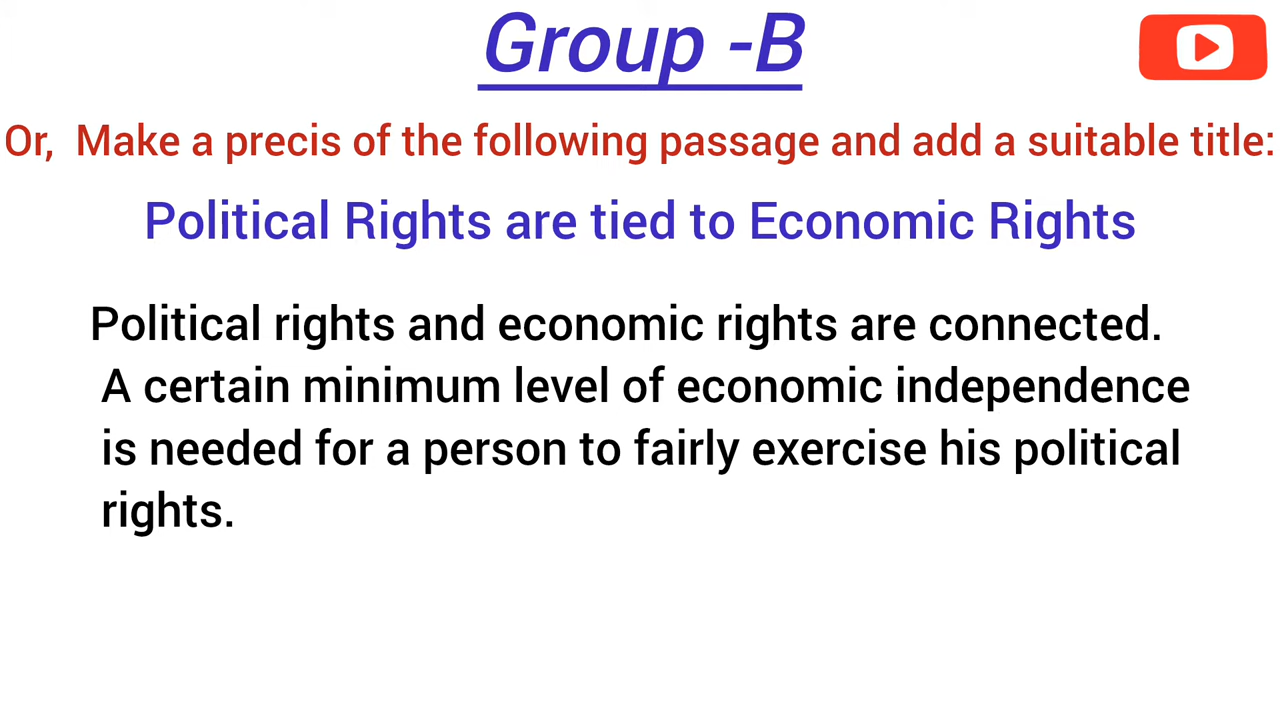 Group -B
Or, Make a precis of the following passage and add a suitable title:
Political Rights are tied to Economic Rights
Political rights and economic rights are connected.
A certain minimum level of economic independence
is needed for a person to fairly exercise his political
rights.